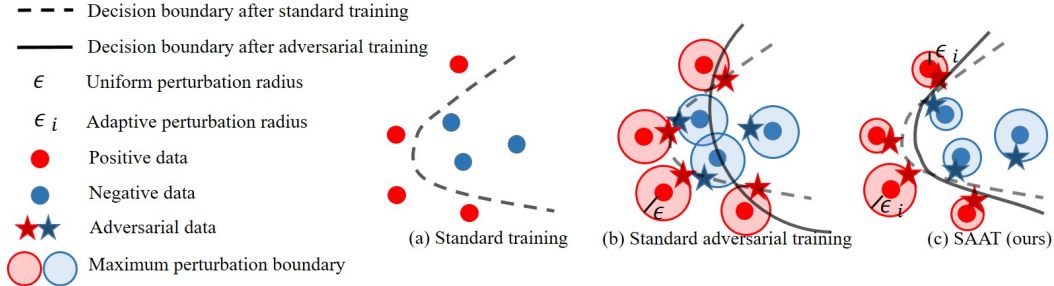 Decision boundary after standard training
Decision boundary after adversarial training
ϵ Uniform perturbation radius
ϵ i Adaptive perturbation radius
Positive data
Negative data
Adversarial data
Maximum perturbation boundary
(a) Standard training
ϵ
(b) Standard adversarial training
ϵ i
ϵ i
(c) SAAT (ours)